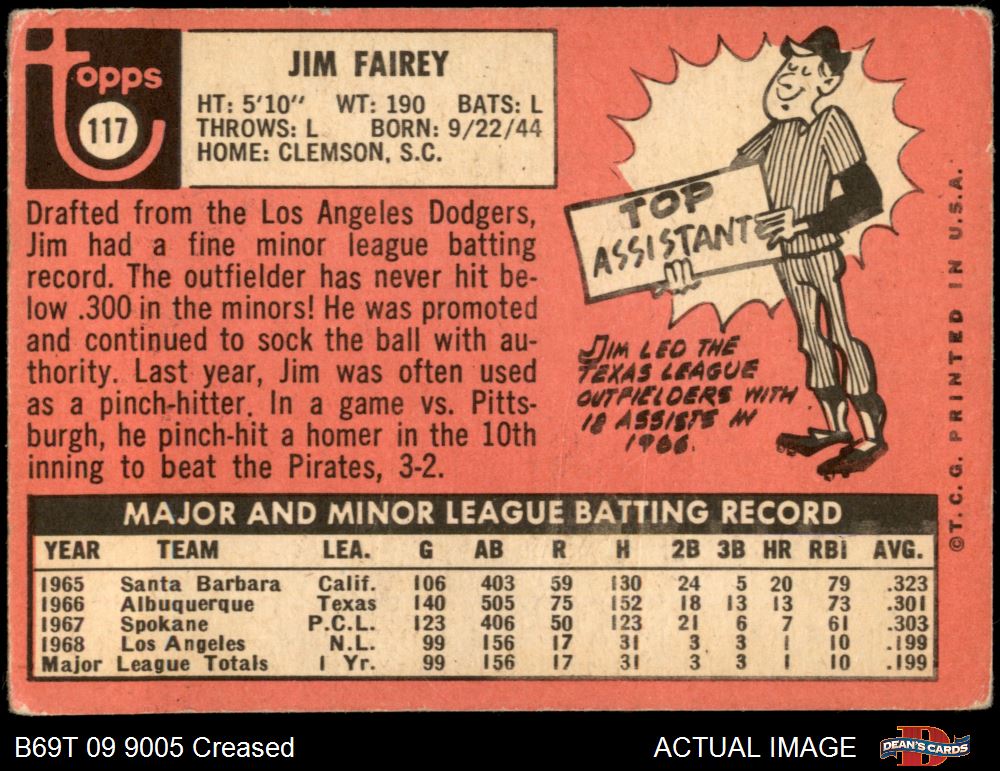 Topps
117
JIM FAIREY
HT: 5'10" WT: 190 BATS: L
THROWS: L BORN: 9/22/44
HOME: CLEMSON, S.C.
Drafted from the Los Angeles Dodgers,
Jim had a fine minor league batting
record. The outfielder has never hit be-
low .300 in the minors! He was promoted
and continued to sock the ball with au-
thority. Last year, Jim was often used
as a pinch-hitter. In a game vs. Pitts-
burgh, he pinch-hit a homer in the 10th
inning to beat the Pirates, 3-2.
TOP
ASSISTANT
JIM LED THE
TEXAS LEAGUE
OUTFIELDERS WITH
18 ASSISTS IN
1966.
©T.C.G. PRINTED IN U.S.A.
MAJOR AND MINOR LEAGUE BATTING RECORD
YEAR TEAM LEA. G AB R H 2B 3B HR RBI AVG.
1965 Santa Barbara Calif. 106 403 59 130 24 5 20 79 .323
1966 Albuquerque Texas 140 505 75 152 18 13 13 73 .301
1967 Spokane P.C.L. 123 406 50 123 21 6 7 61 .303
1968 Los Angeles N.L. 99 156 17 31 3 3 1 10 .199
Major League Totals 1 Yr. 99 156 17 31 3 3 1 10 .199
B69T 09 9005 Creased
ACTUAL IMAGE
DEAN'S CARDS